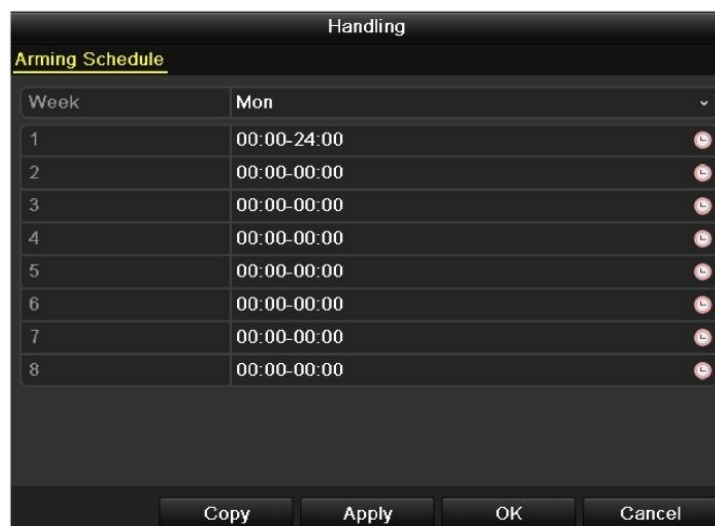 Handling
Arming Schedule
Week Mon
1 00:00-24:00
2 00:00-00:00
3 00:00-00:00
4 00:00-00:00
5 00:00-00:00
6 00:00-00:00
7 00:00-00:00
8 00:00-00:00
Copy Apply OK Cancel